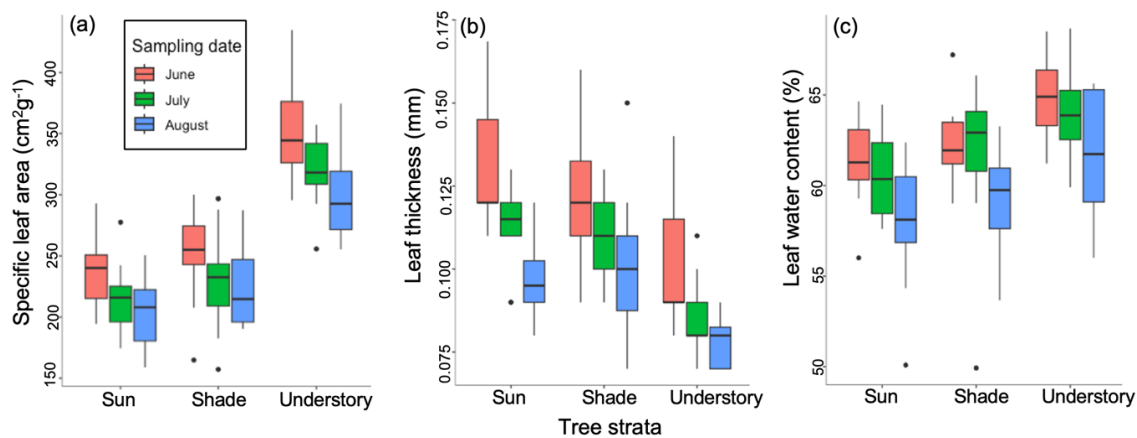 (a)
Sampling date
June
July
August
Specific leaf area (cm2g-1)
400
350
300
250
200
150
Sun Shade Understory
(b)
Leaf thickness (mm)
0.175
0.150
0.125
0.100
0.075
Sun Shade Understory
Tree strata
(c)
Leaf water content (%)
65
60
55
50
Sun Shade Understory